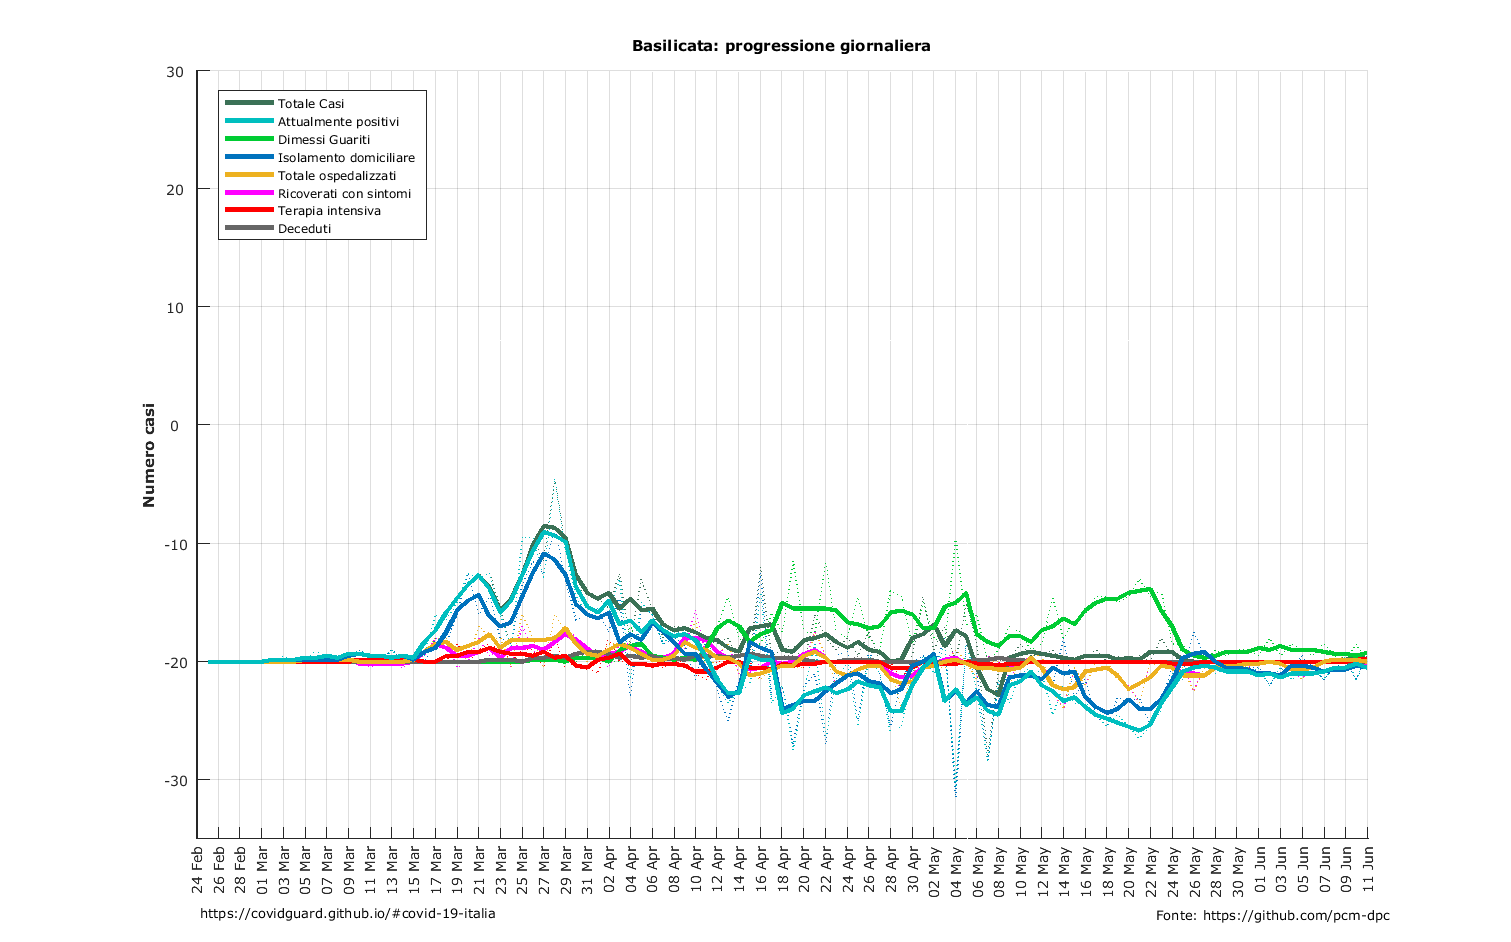 Basilicata: progressione giornaliera
30
20
10
0
-10
-20
-30
Numero casi
Totale Casi
Attualmente positivi
Dimessi Guariti
Isolamento domiciliare
Totale ospedalizzati
Ricoverati con sintomi
Terapia intensiva
Deceduti
24 Feb
26 Feb
28 Feb
01 Mar
03 Mar
05 Mar
07 Mar
09 Mar
11 Mar
13 Mar
15 Mar
17 Mar
19 Mar
21 Mar
23 Mar
25 Mar
27 Mar
29 Mar
31 Mar
02 Apr
04 Apr
06 Apr
08 Apr
10 Apr
12 Apr
14 Apr
16 Apr
18 Apr
20 Apr
22 Apr
24 Apr
26 Apr
28 Apr
30 Apr
02 May
04 May
06 May
08 May
10 May
12 May
14 May
16 May
18 May
20 May
22 May
24 May
26 May
28 May
30 May
01 Jun
03 Jun
05 Jun
07 Jun
09 Jun
11 Jun
https://covidguard.github.io/#covid-19-italia
Fonte: https://github.com/pcm-dpc